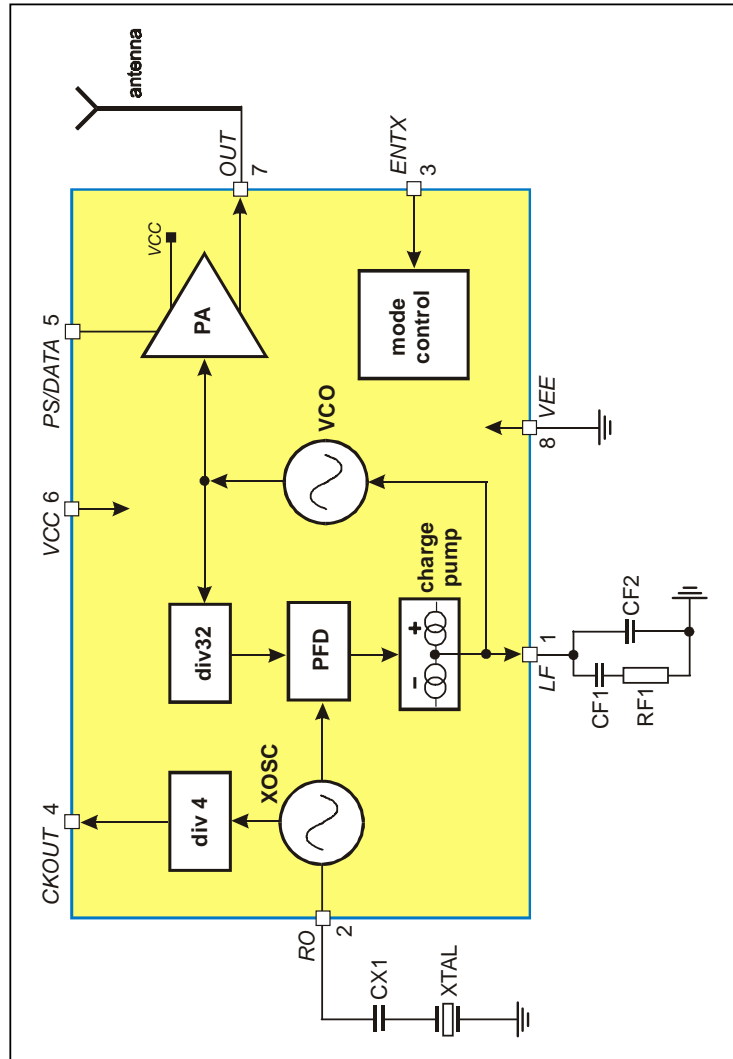 antenna
OUT
7
ENTX
3
PS/DATA 5
VCC
PA
mode
control
VCC 6
VCO
8 VEE
div32
PFD
+
−
charge
pump
LF 1
CF1
RF1
CF2
CKOUT 4
div 4
XOSC
RO
2
CX1
XTAL